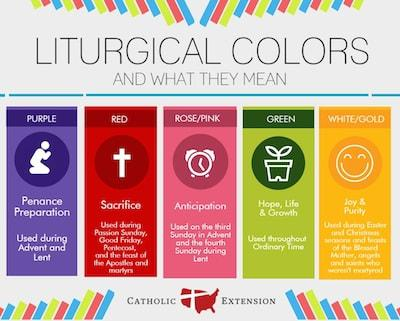 LITURGICAL COLORS
AND WHAT THEY MEAN
PURPLE
Penance
Preparation
Used during
Advent and
Lent
RED
Sacrifice
Used during
Passion Sunday,
Good Friday,
Pentecost,
and the feast of
the Apostles and
martyrs
ROSE/PINK
Anticipation
Used on the third
Sunday in Advent
and the fourth
Sunday during
Lent
GREEN
Hope, Life
& Growth
Used throughout
Ordinary Time
WHITE/GOLD
Joy &
Purity
Used during Easter
and Christmas
seasons and feasts
of the Blessed
Mother, angels
and saints who
weren't martyred
CATHOLIC EXTENSION